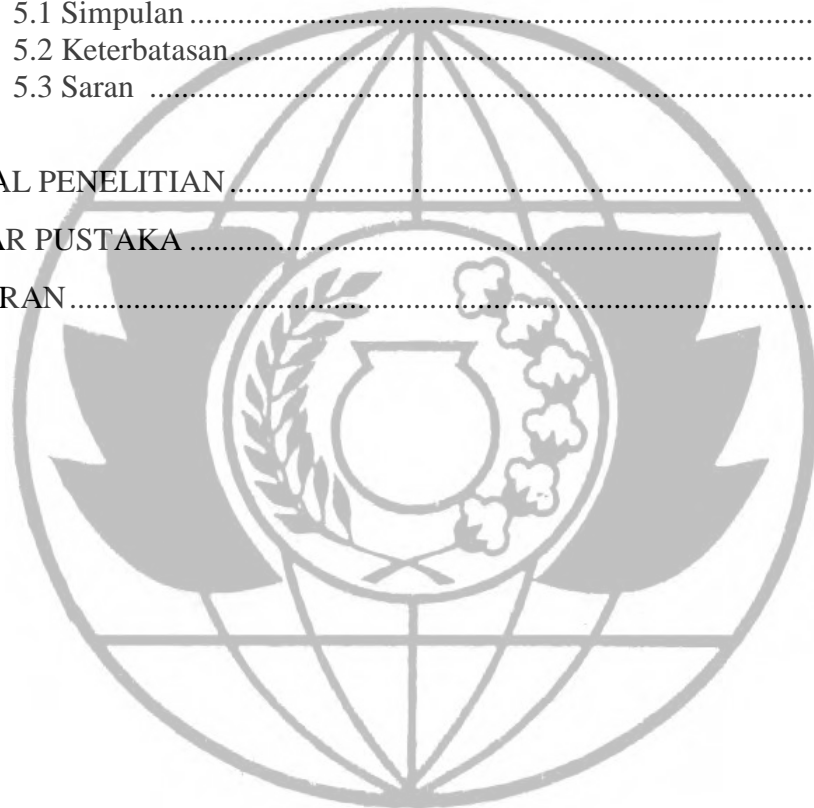 5.1 Simpulan ..........................................................................
5.2 Keterbatasan......................................................................
5.3 Saran ..........................................................................
AL PENELITIAN ..........................................................................
AR PUSTAKA ..........................................................................
RAN..........................................................................